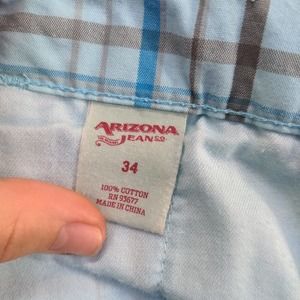 ARIZONA
JEAN CO
34
100% COTTON
RN 93677
MADE IN CHINA